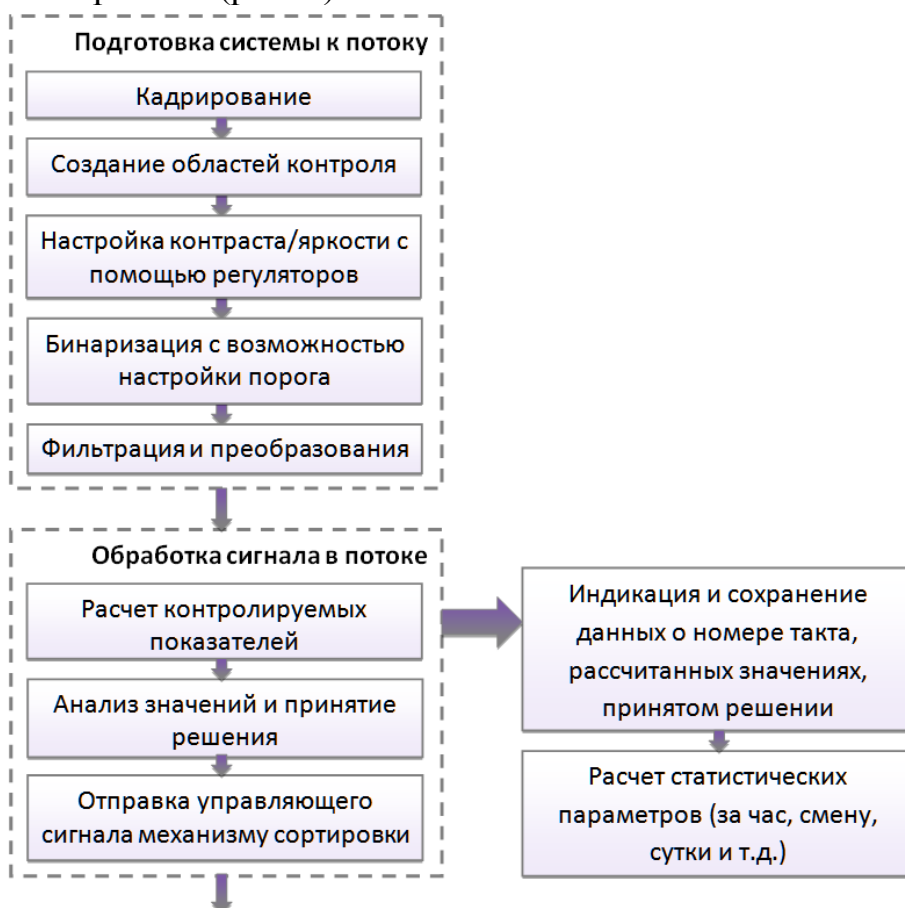 Подготовка системы к потоку
Кадрирование
Создание областей контроля
Настройка контраста/яркости с
помощью регуляторов
Бинаризация с возможностью
настройки порога
Фильтрация и преобразования
Обработка сигнала в потоке
Расчет контролируемых
показателей
Анализ значений и принятие
решения
Отправка управляющего
сигнала механизму сортировки
Индикация и сохранение
данных о номере такта,
рассчитанных значениях,
принятом решении
Расчет статистических
параметров (за час, смену,
сутки и т.д.)